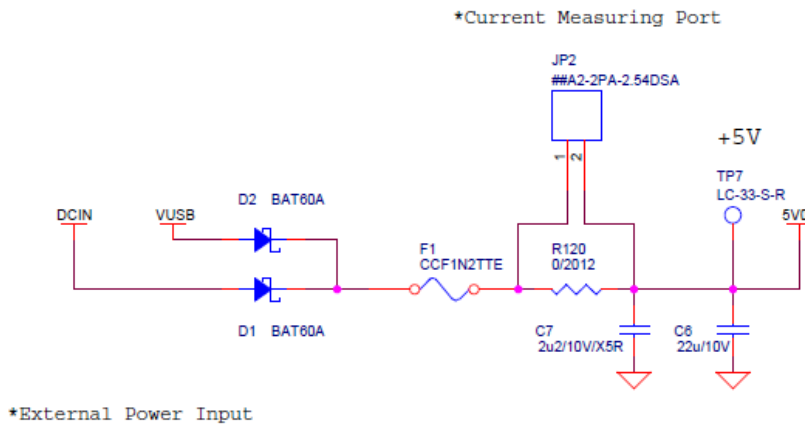 *Current Measuring Port
JP2
##A2-2PA-2.54DSA
1
2
+5V
TP7
LC-33-S-R
D2 BAT60A
DCIN
VUSB
5V0
F1
CCF1N2TTE
R120
0/2012
D1 BAT60A
C7
2u2/10V/X5R
C6
22u/10V
*External Power Input